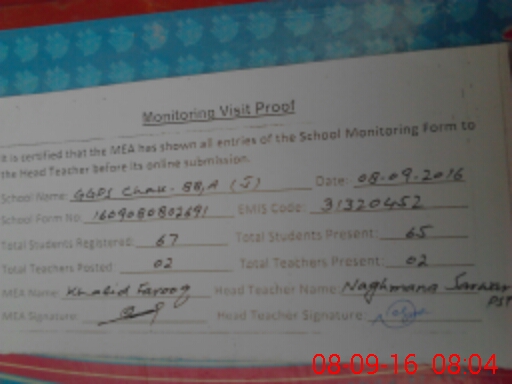 Monitoring Visit Proof
It is certified that the MEA has shown all entries of the School Monitoring Form to
the Head Teacher before its online submission.
School Name: GGPS Chak. 88,A (J) Date: 08.09.2016
School Form No: 1609080802691 EMIS Code: 31320452
Total Students Registered: 67 Total Students Present: 65
Total Teachers Posted: 02 Total Teachers Present: 02
MEA Name: Khalid Farooq Head Teacher Name: Naghmana Sarwar
PST
MEA Signature: Head Teacher Signature:
08-09-16 08:04